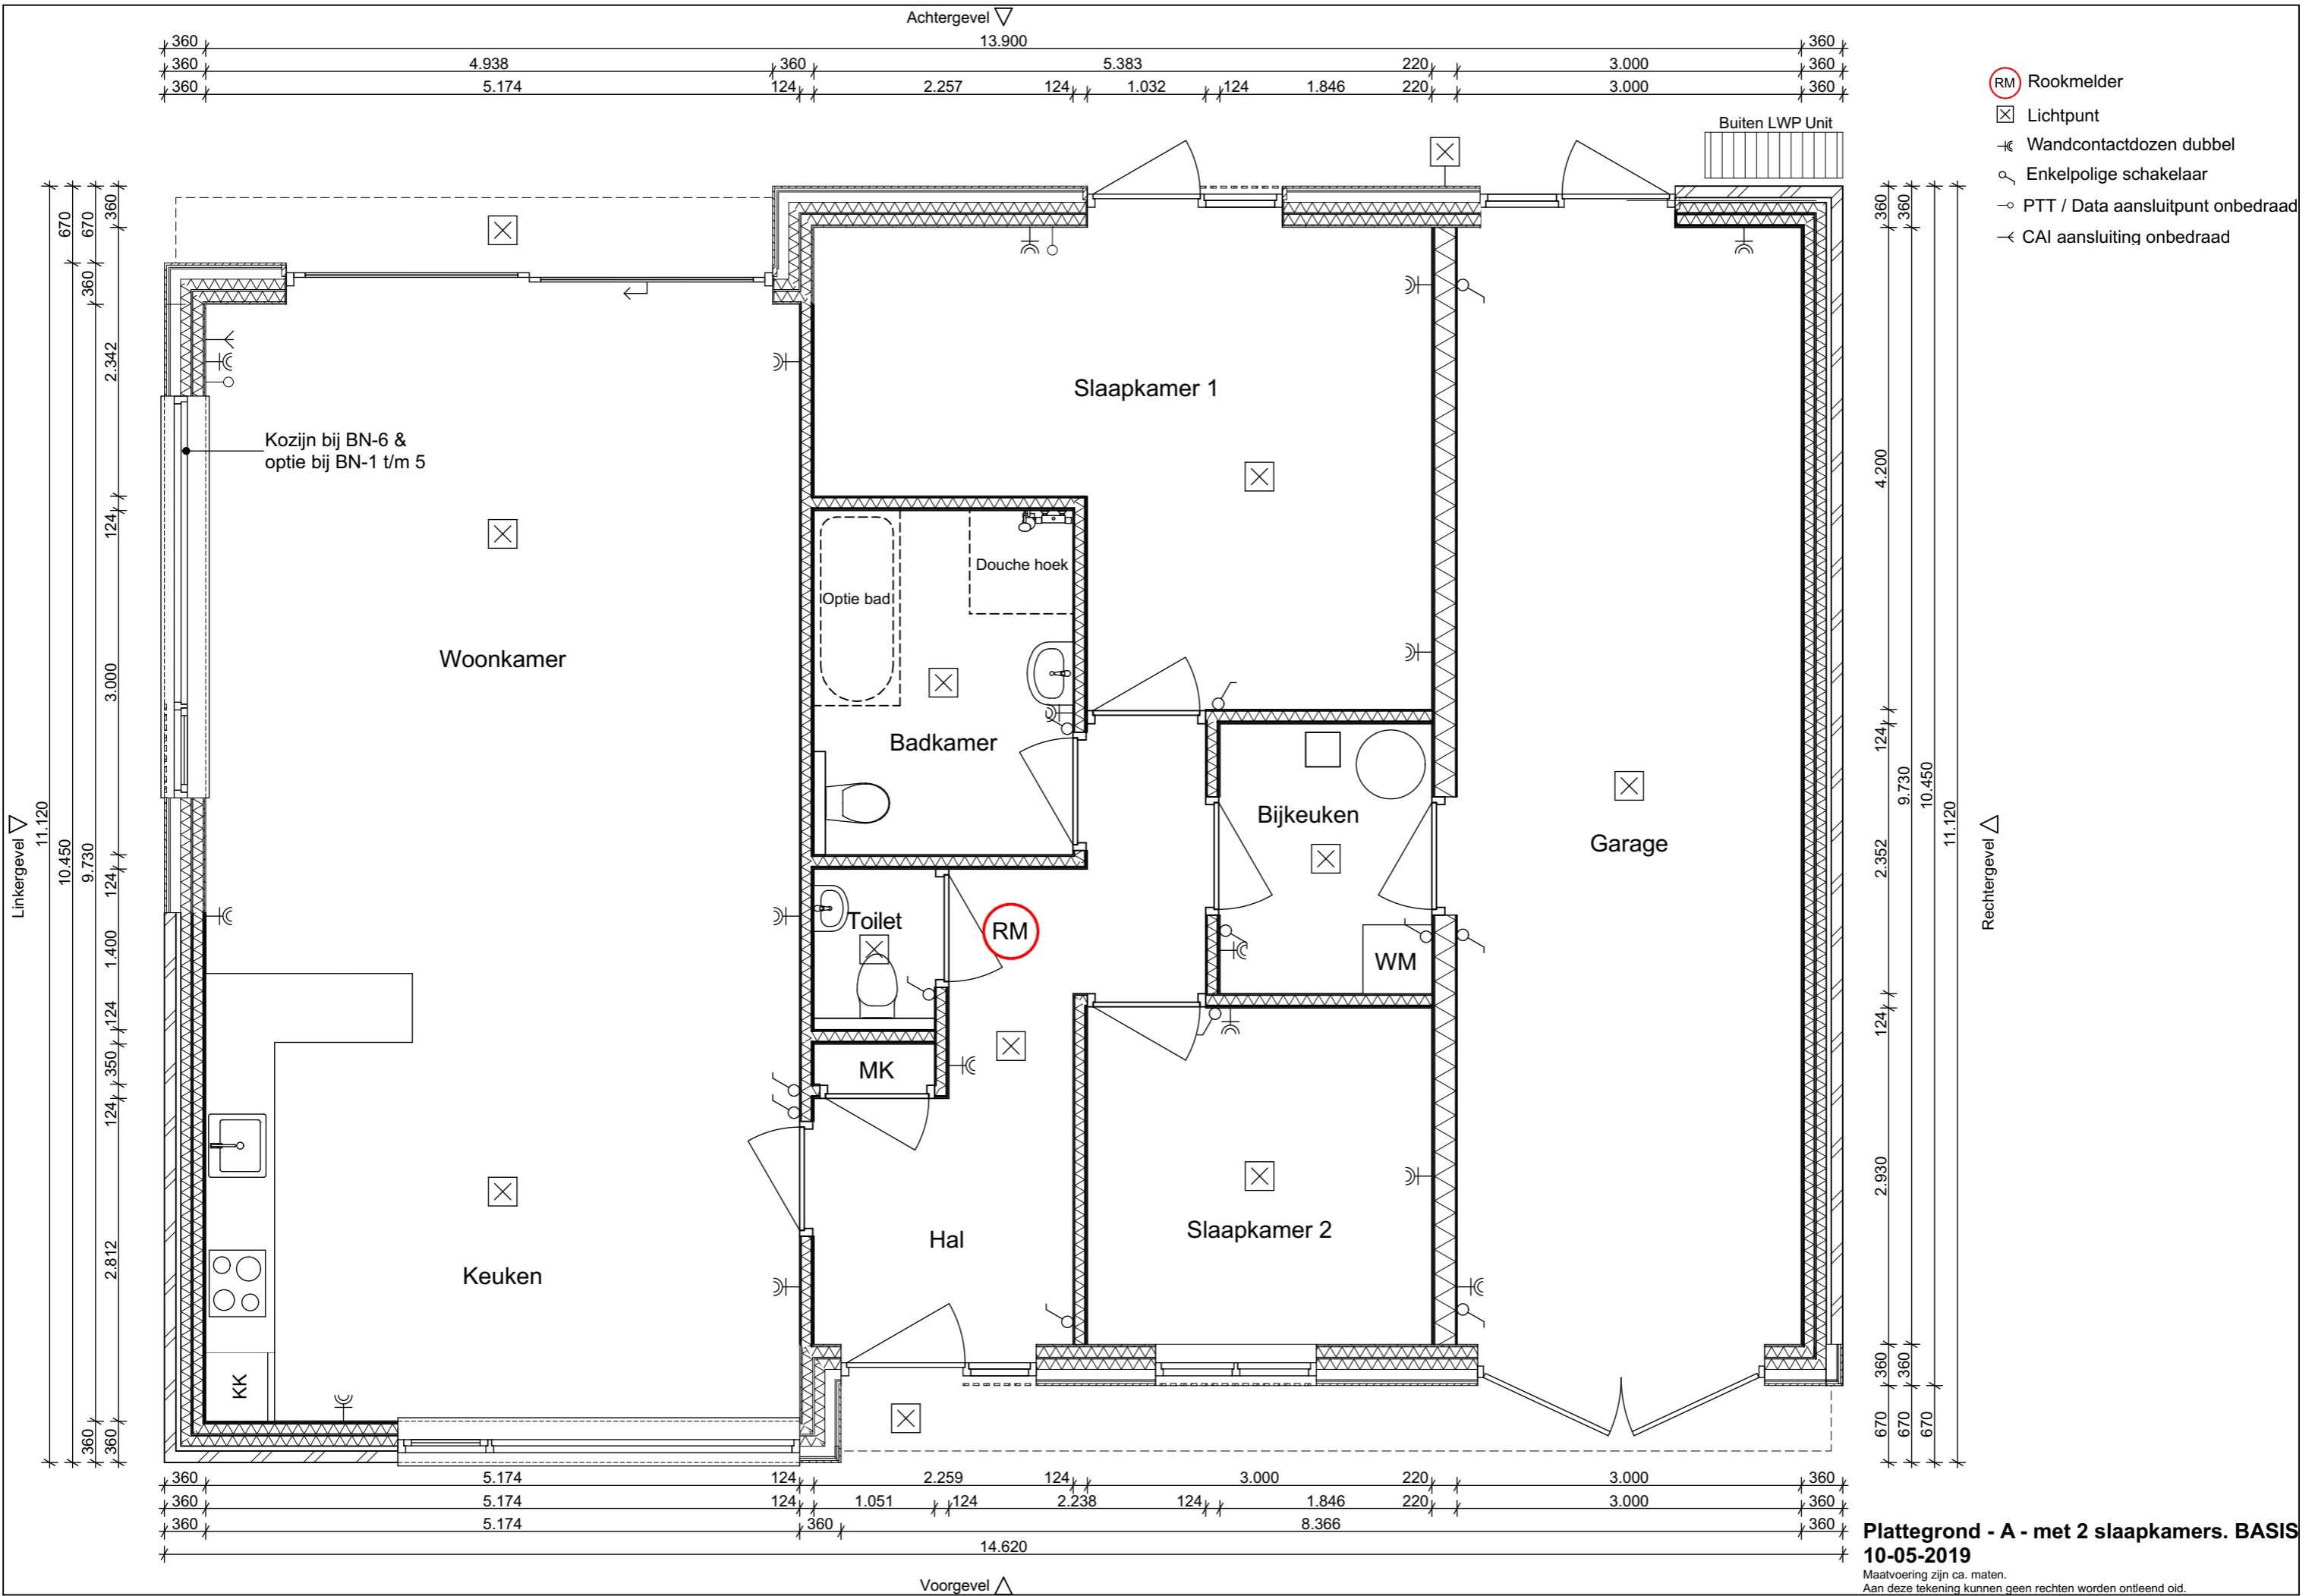 Achtergevel
360 13.900 360
360 4.938 360 5.383 220 3.000 360
360 5.174 124 2.257 124 1.032 124 1.846 220 3.000 360
RM Rookmelder
Lichtpunt
Wandcontactdozen dubbel
Enkelpolige schakelaar
PTT / Data aansluitpunt onbedraad
CAI aansluiting onbedraad
Buiten LWP Unit
Linkergevel
11.120
670 10.450
670 360 9.730 360
360 2.342 124 3.000 124 1.400 124 350 124 2.812 360
Kozijn bij BN-6 &
optie bij BN-1 t/m 5
Slaapkamer 1
Douche hoek
Optie bad
Woonkamer
Badkamer
Bijkeuken
Garage
Toilet
RM
WM
MK
Slaapkamer 2
Hal
Keuken
KK
360 4.200 124 2.352 124 2.930 360 670
360 9.730 360 670
10.450 670
11.120
Rechtergevel
360 5.174 124 2.259 124 3.000 220 3.000 360
360 5.174 124 1.051 124 2.238 124 1.846 220 3.000 360
360 5.174 360 8.366 360
14.620
Voorgevel
Plattegrond - A - met 2 slaapkamers. BASIS
10-05-2019
Maatvoering zijn ca. maten.
Aan deze tekening kunnen geen rechten worden ontleend oid.